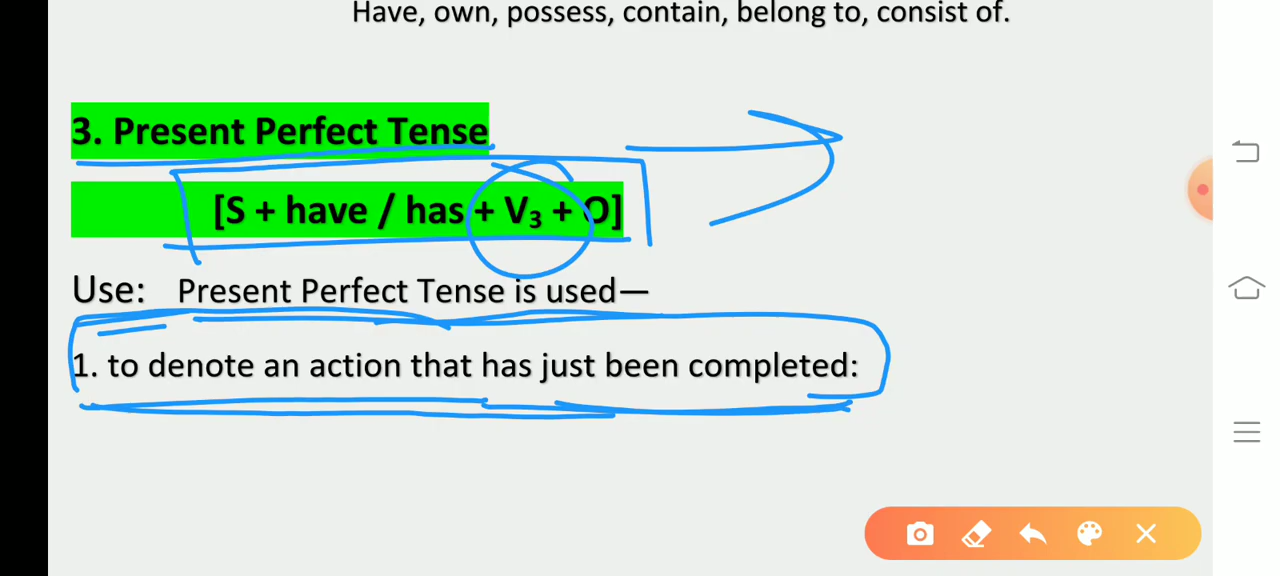 Have, own, possess, contain, belong to, consist of.
3. Present Perfect Tense
[S + have / has + V₃ + O]
Use: Present Perfect Tense is used—
1. to denote an action that has just been completed: